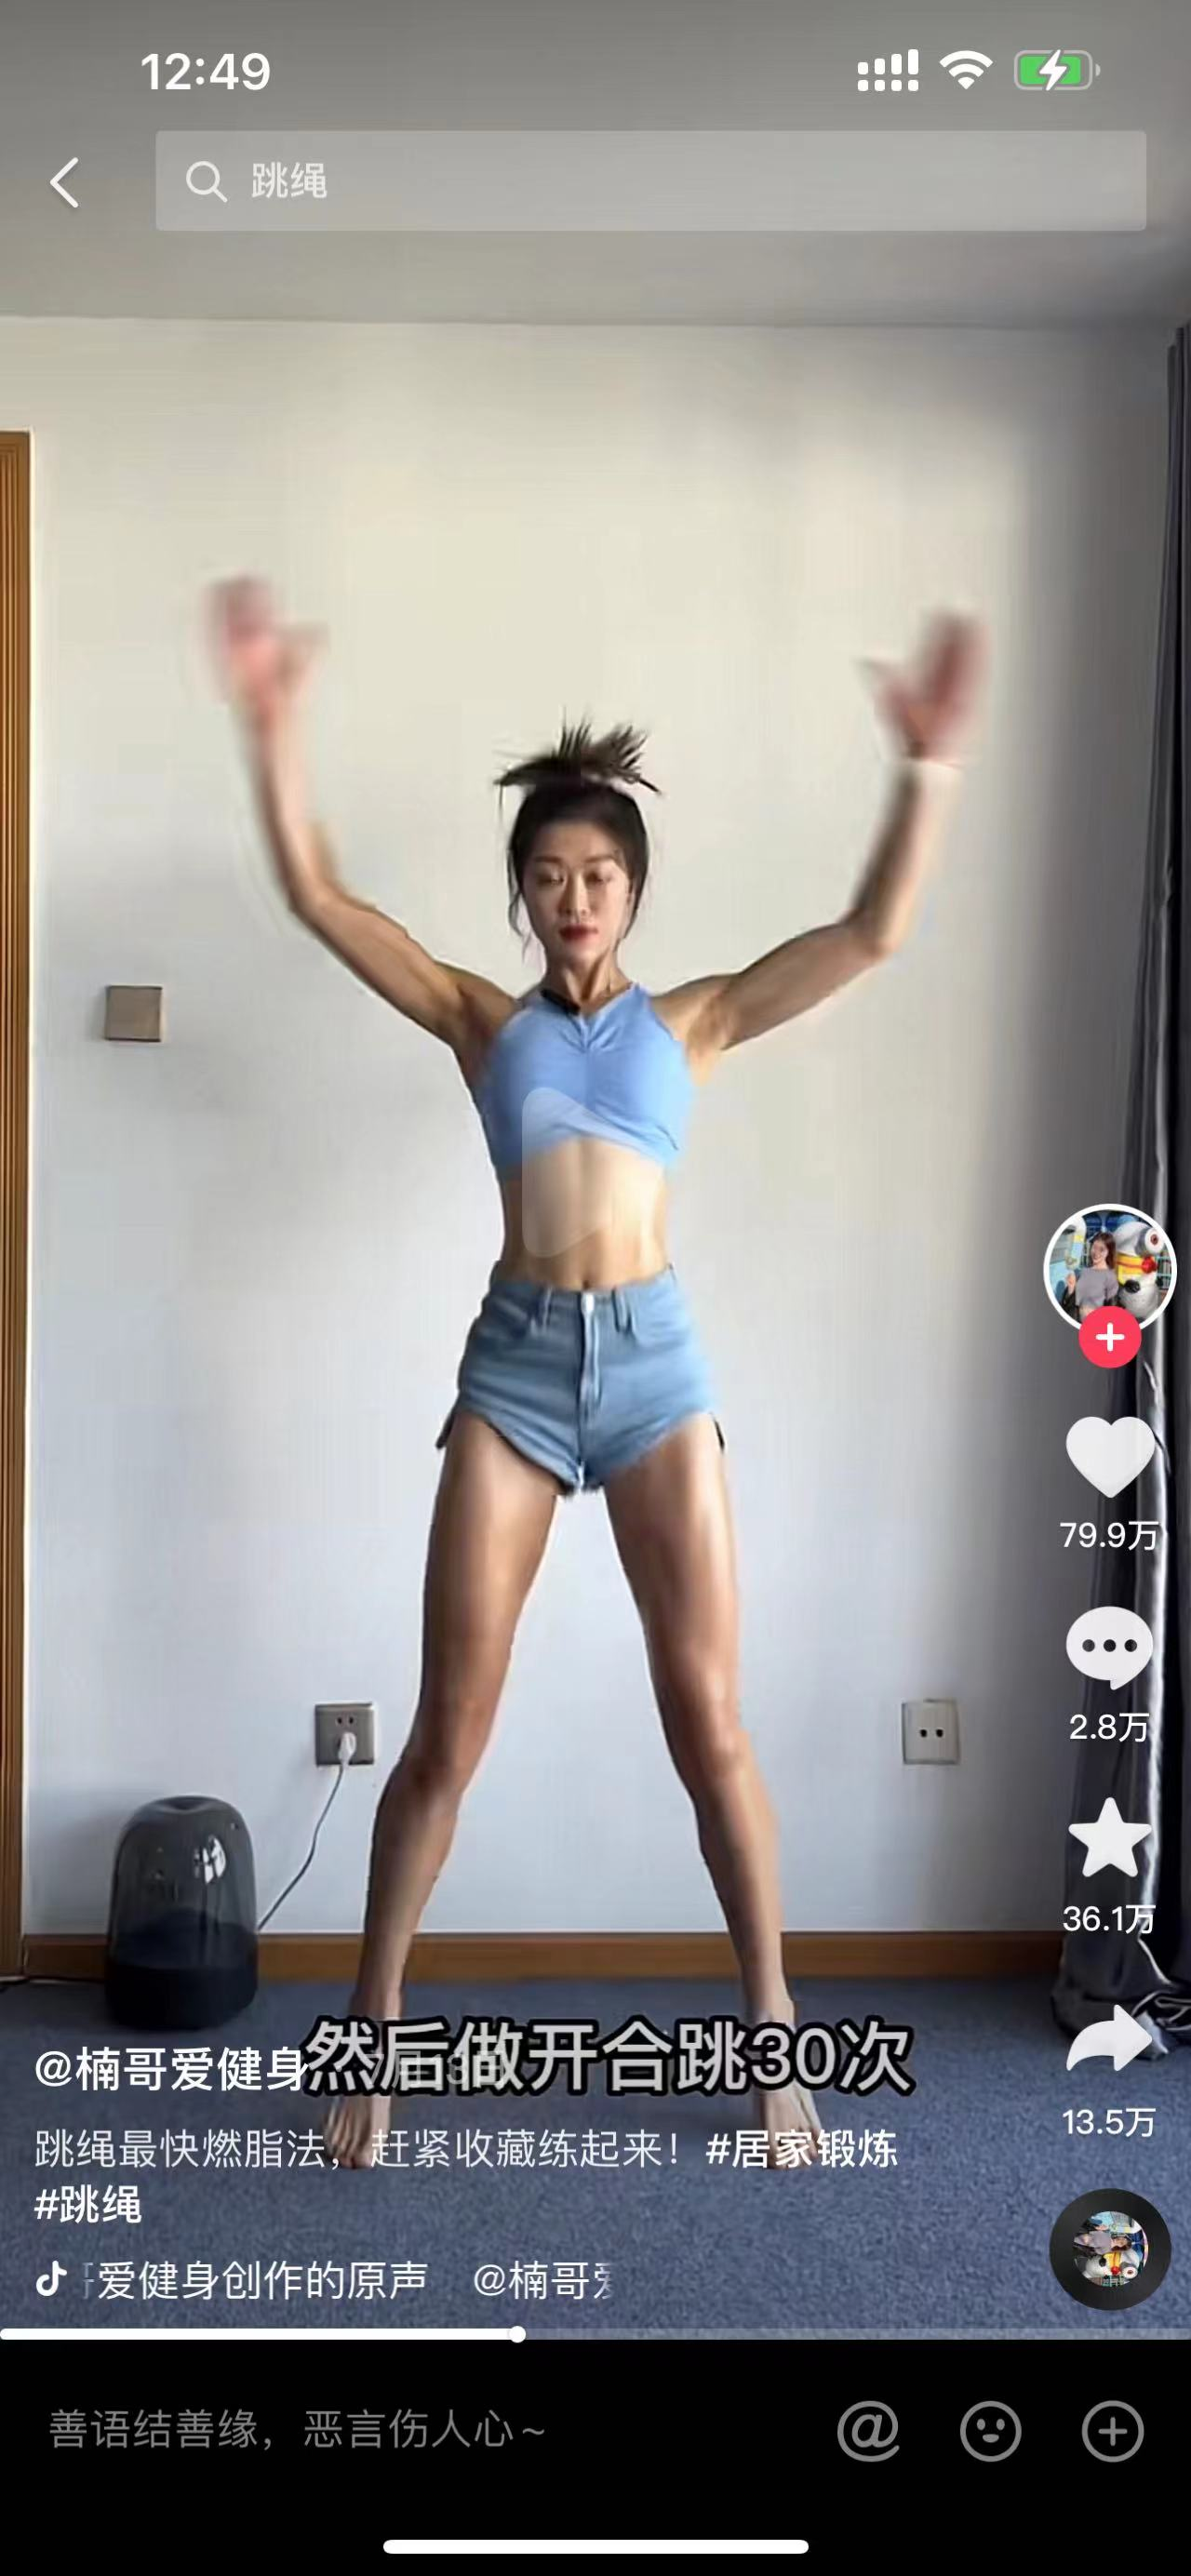 12:49
跳绳
79.9万
2.8万
36.1万
13.5万
然后做开合跳30次
@楠哥爱健身
跳绳最快燃脂法，赶紧收藏练起来！#居家锻炼
#跳绳
爱健身创作的原声 @楠哥
善语结善缘，恶言伤人心～